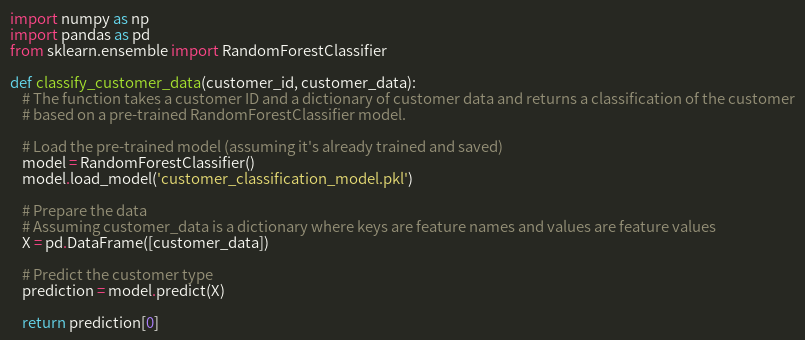 import numpy as np
import pandas as pd
from sklearn.ensemble import RandomForestClassifier
def classify_customer_data(customer_id, customer_data):
# The function takes a customer ID and a dictionary of customer data and returns a classification of the customer
# based on a pre-trained RandomForestClassifier model.
# Load the pre-trained model (assuming it's already trained and saved)
model = RandomForestClassifier()
model.load_model('customer_classification_model.pkl')
# Prepare the data
# Assuming customer_data is a dictionary where keys are feature names and values are feature values
X = pd.DataFrame([customer_data])
# Predict the customer type
prediction = model.predict(X)
return prediction[0]